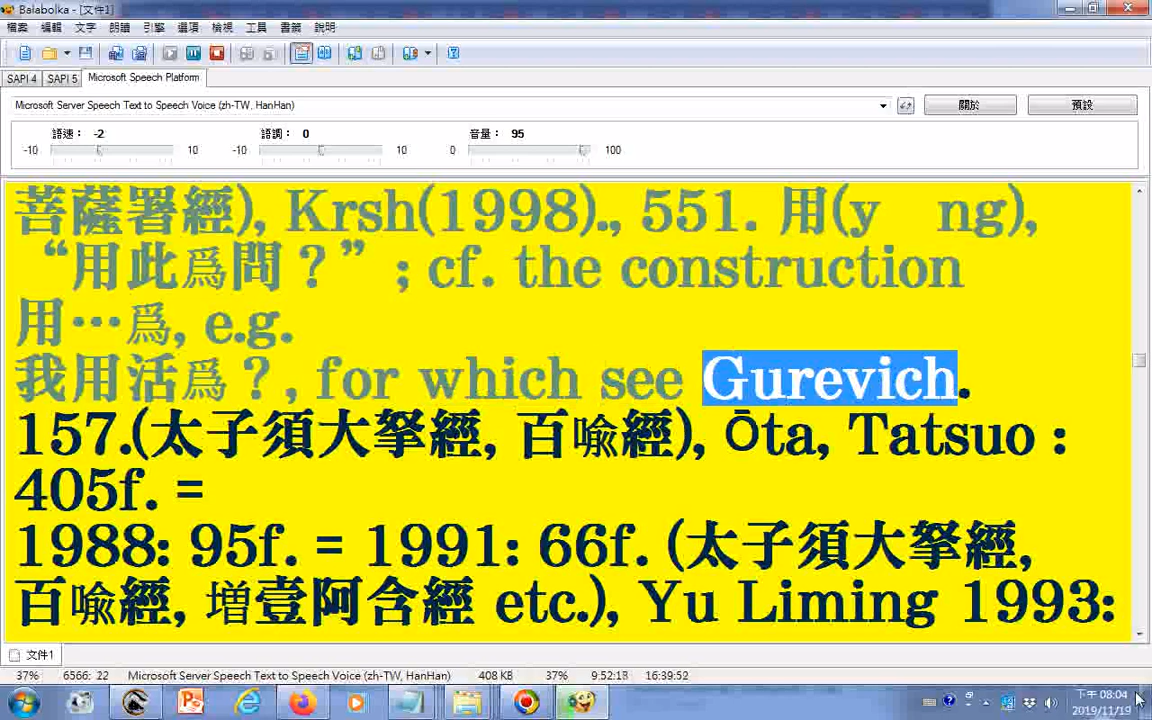 Balabolka - [文件1]
檔案 編輯 文字 朗讀 引擎 選項 檢視 工具 書籤 說明
SAPI 4 SAPI 5 Microsoft Speech Platform
Microsoft Server Speech Text to Speech Voice (zh-TW, HanHan) 關於 預設
語速： -2 語調： 0 音量： 95
-10 10 -10 10 0 100
菩薩署經), Krsh(1998)., 551. 用(y ng),
“用此爲問？” ; cf. the construction
用…爲, e.g.
我用活爲？, for which see Gurevich.
157.(太子須大拏經, 百喩經), Ōta, Tatsuo :
405f. =
1988: 95f. = 1991: 66f. (太子須大拏經,
百喩經, 増壹阿含經 etc.), Yu Liming 1993:
文件1
37% 6566: 22 Microsoft Server Speech Text to Speech Voice (zh-TW, HanHan) 408 KB 37% 9:52:13 16:39:52
下午 08:04
2019/11/19